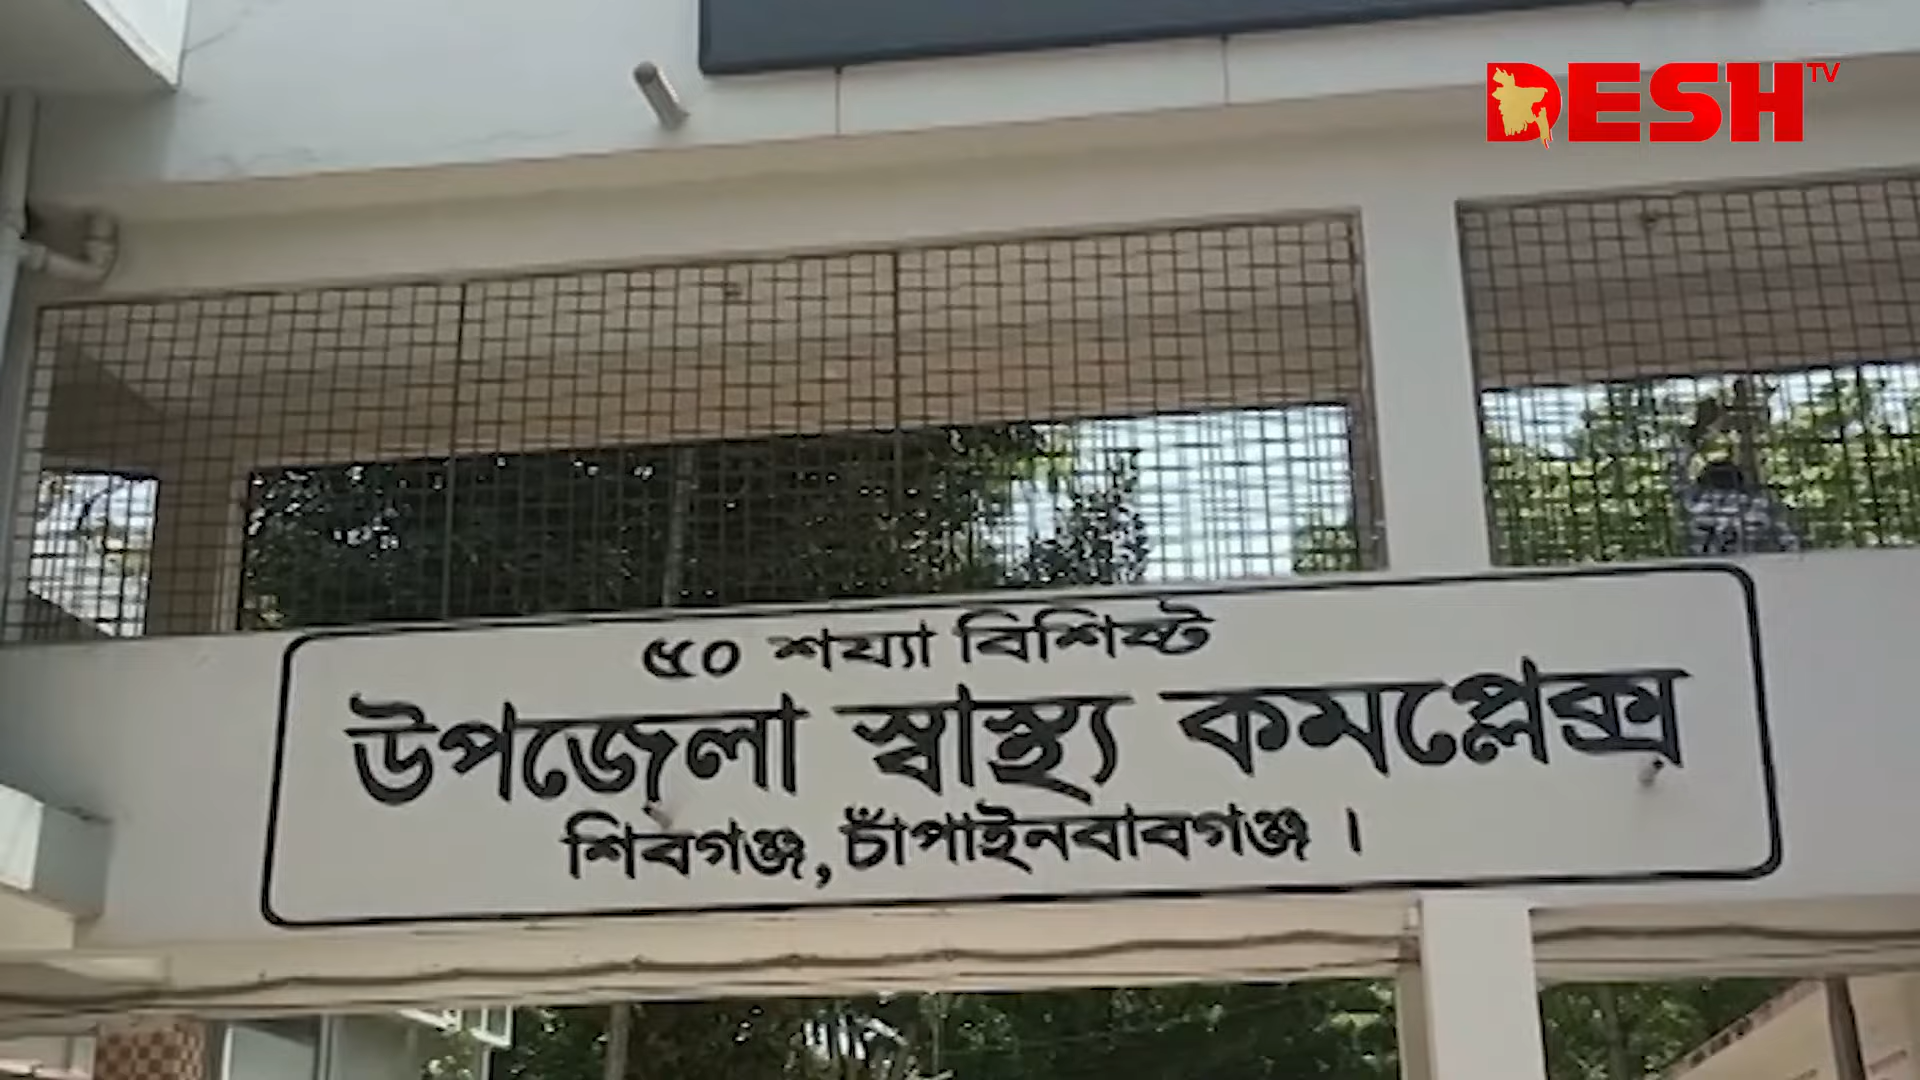 DESH TV
৫০ শয্যা বিশিষ্ট
উপজেলা স্বাস্থ্য কমপ্লেক্স
শিবগঞ্জ, চাঁপাইনবাবগঞ্জ ।